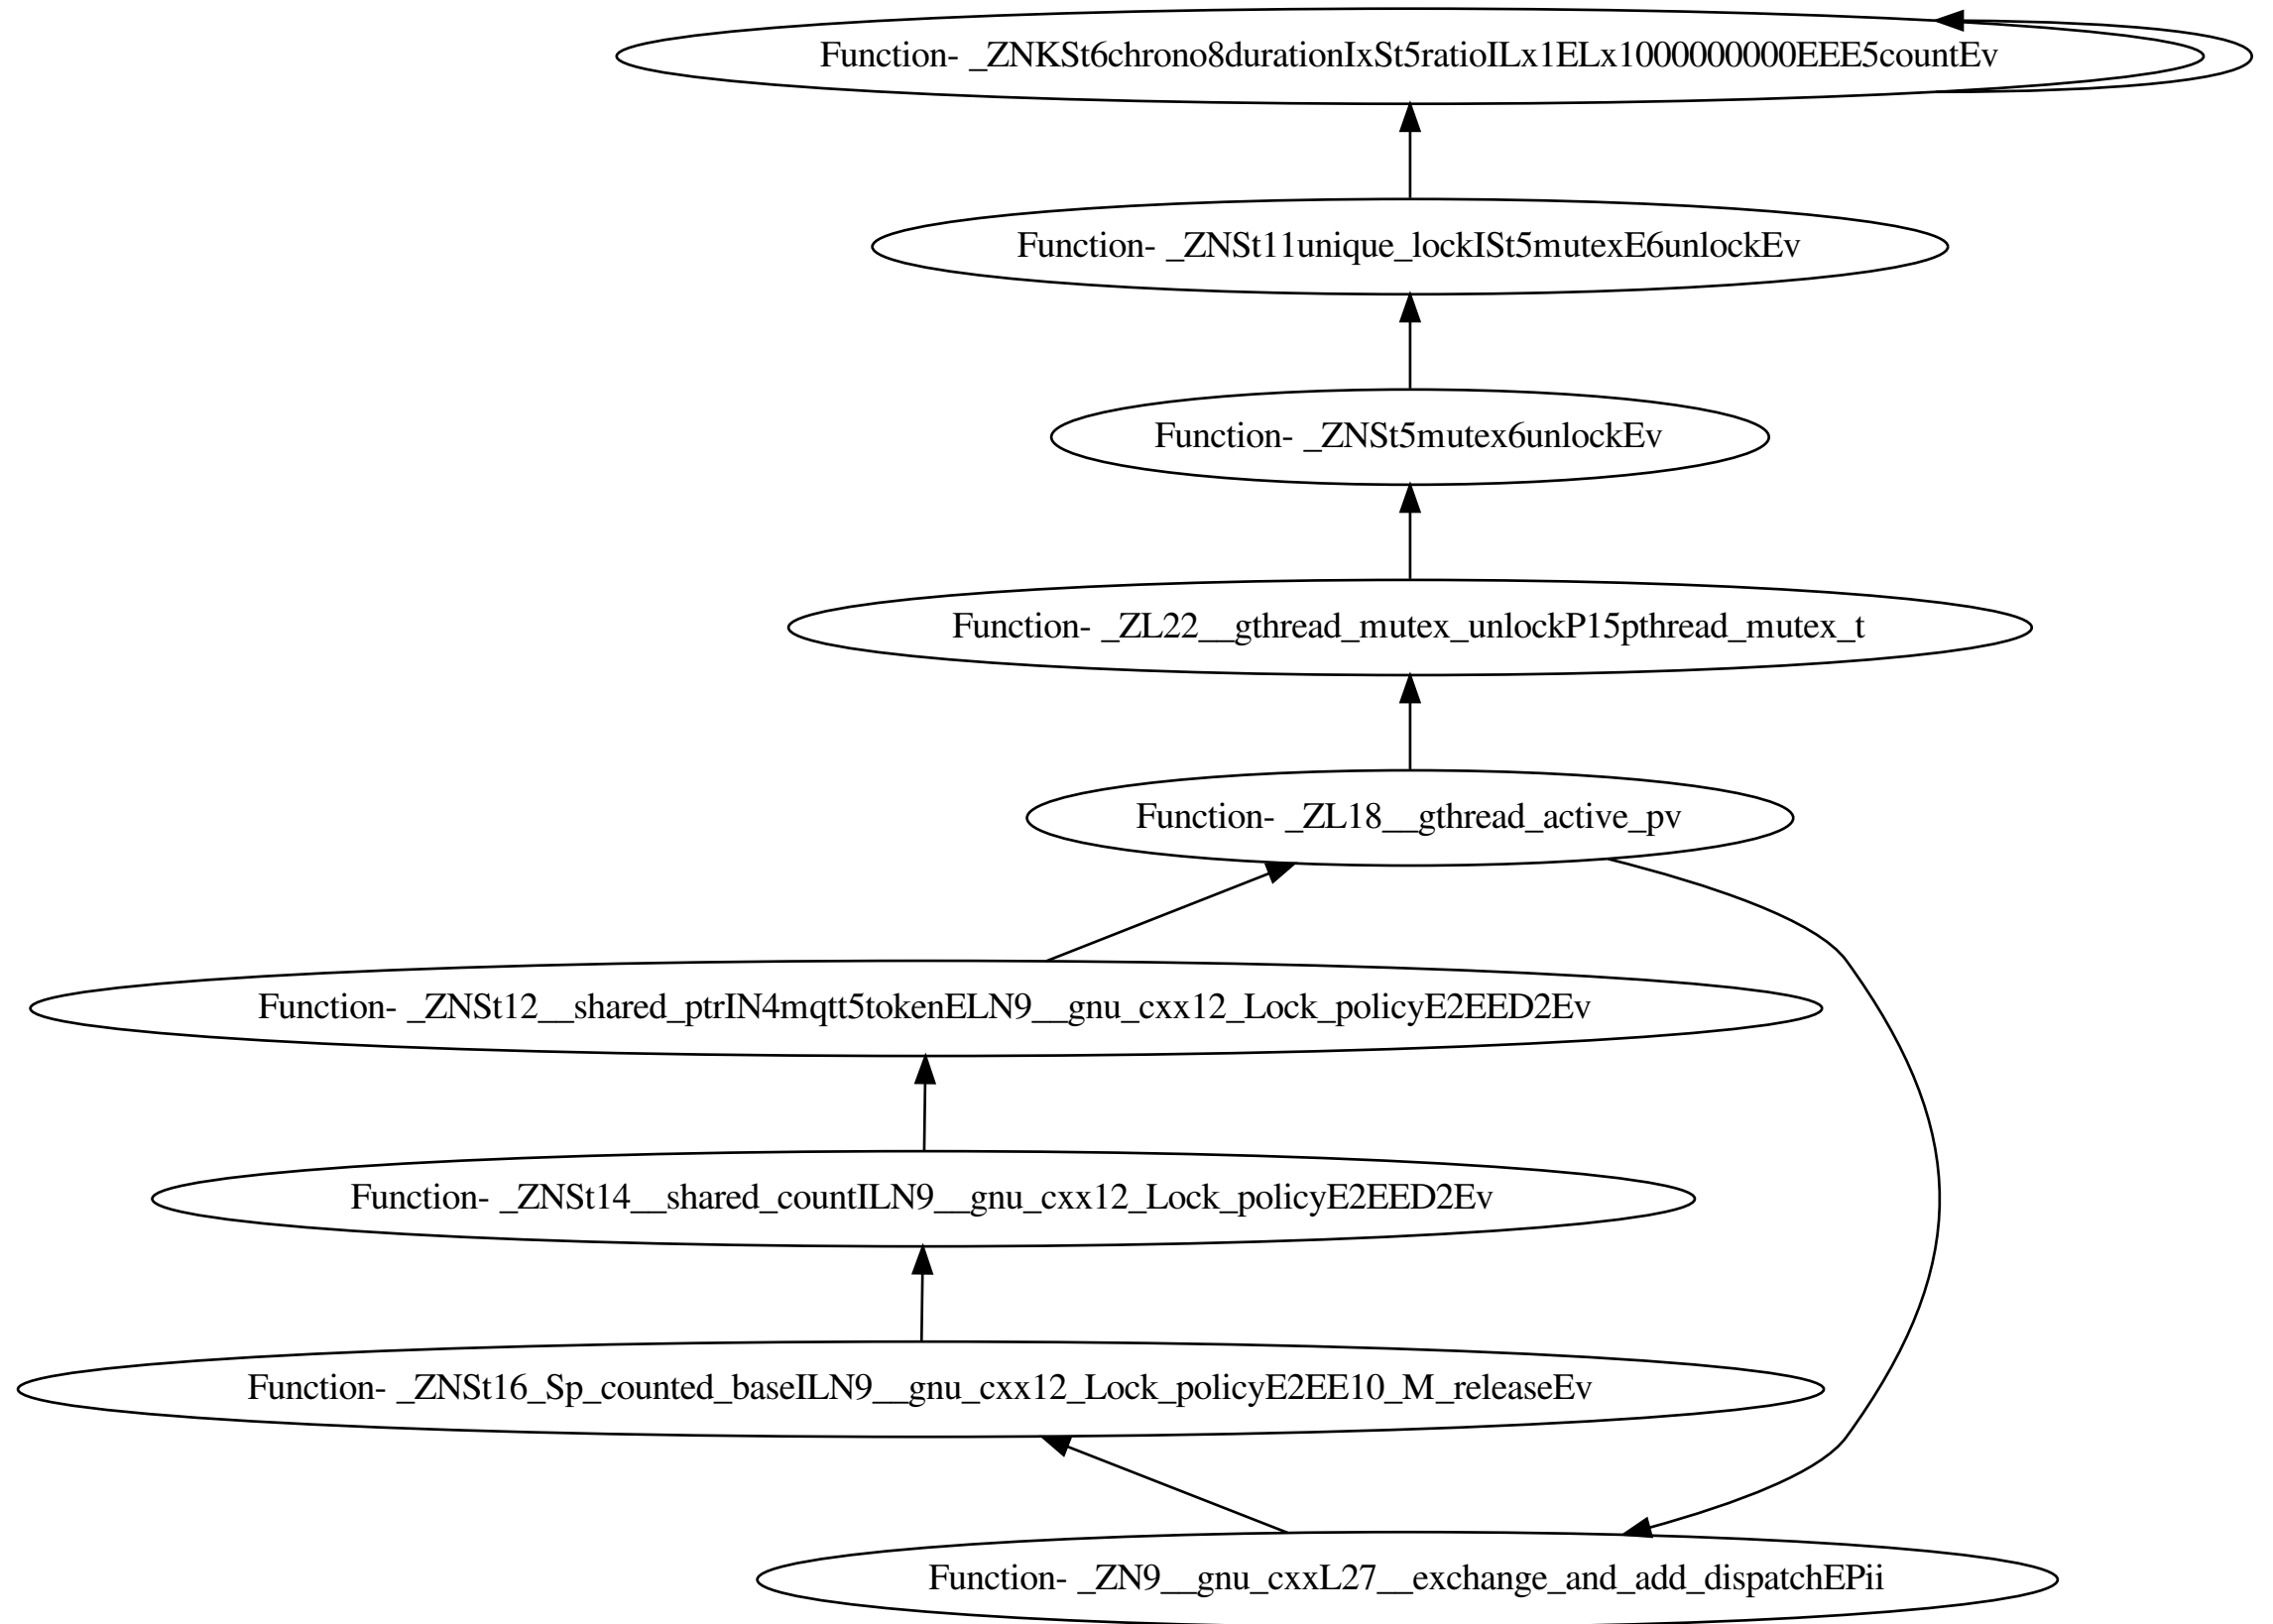 Function- _ZNKSt6chrono8durationIxSt5ratioILx1ELx1000000000EEE5countEv
Function- _ZNSt11unique_lockISt5mutexE6unlockEv
Function- _ZNSt5mutex6unlockEv
Function- _ZL22__gthread_mutex_unlockP15pthread_mutex_t
Function- _ZL18__gthread_active_pv
Function- _ZNSt12__shared_ptrIN4mqtt5tokenELN9__gnu_cxx12_Lock_policyE2EED2Ev
Function- _ZNSt14__shared_countILN9__gnu_cxx12_Lock_policyE2EED2Ev
Function- _ZNSt16_Sp_counted_baseILN9__gnu_cxx12_Lock_policyE2EE10_M_releaseEv
Function- _ZN9__gnu_cxxL27__exchange_and_add_dispatchEPii